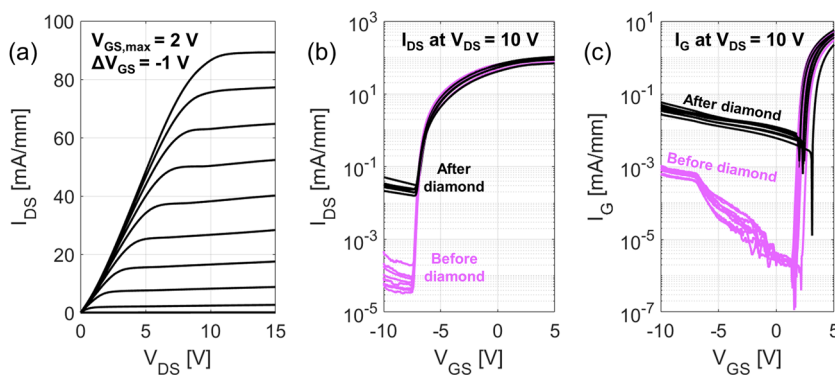 (a)
V_GS,max = 2 V
ΔV_GS = -1 V
100
80
60
40
20
0
I_DS [mA/mm]
0 5 10 15
V_DS [V]
(b)
I_DS at V_DS = 10 V
After
diamond
Before
diamond
10^3
10^1
10^-1
10^-3
10^-5
I_DS [mA/mm]
-10 -5 0 5
V_GS [V]
(c)
I_G at V_DS = 10 V
After diamond
Before diamond
10^1
10^-1
10^-3
10^-5
10^-7
I_G [mA/mm]
-10 -5 0 5
V_GS [V]